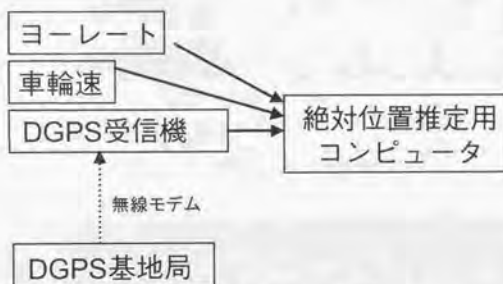 ヨーレート
車輪速
DGPS受信機
絶対位置推定用
コンピュータ
無線モデム
DGPS基地局